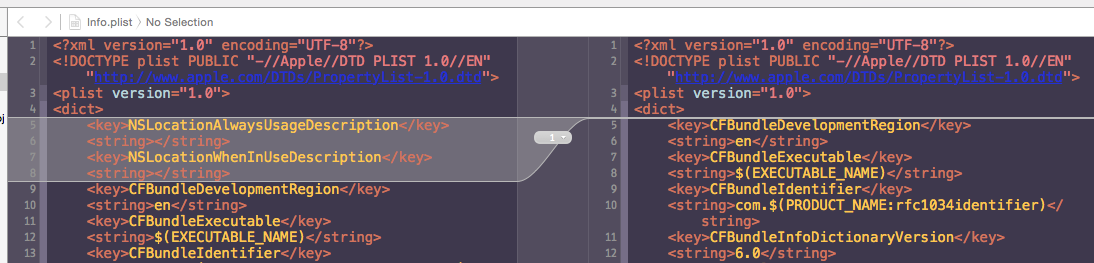 Info.plist > No Selection
1 <?xml version="1.0" encoding="UTF-8"?>
2 <!DOCTYPE plist PUBLIC "-//Apple//DTD PLIST 1.0//EN"
"http://www.apple.com/DTDs/PropertyList-1.0.dtd">
3 <plist version="1.0">
4 <dict>
5 <key>NSLocationAlwaysUsageDescription</key>
6 <string></string>
7 <key>NSLocationWhenInUseDescription</key>
8 <string></string>
9 <key>CFBundleDevelopmentRegion</key>
10 <string>en</string>
11 <key>CFBundleExecutable</key>
12 <string>$(EXECUTABLE_NAME)</string>
13 <key>CFBundleIdentifier</key>
1
1 <?xml version="1.0" encoding="UTF-8"?>
2 <!DOCTYPE plist PUBLIC "-//Apple//DTD PLIST 1.0//EN"
"http://www.apple.com/DTDs/PropertyList-1.0.dtd">
3 <plist version="1.0">
4 <dict>
5 <key>CFBundleDevelopmentRegion</key>
6 <string>en</string>
7 <key>CFBundleExecutable</key>
8 <string>$(EXECUTABLE_NAME)</string>
9 <key>CFBundleIdentifier</key>
10 <string>com.$(PRODUCT_NAME:rfc1034identifier)</
string>
11 <key>CFBundleInfoDictionaryVersion</key>
12 <string>6.0</string>